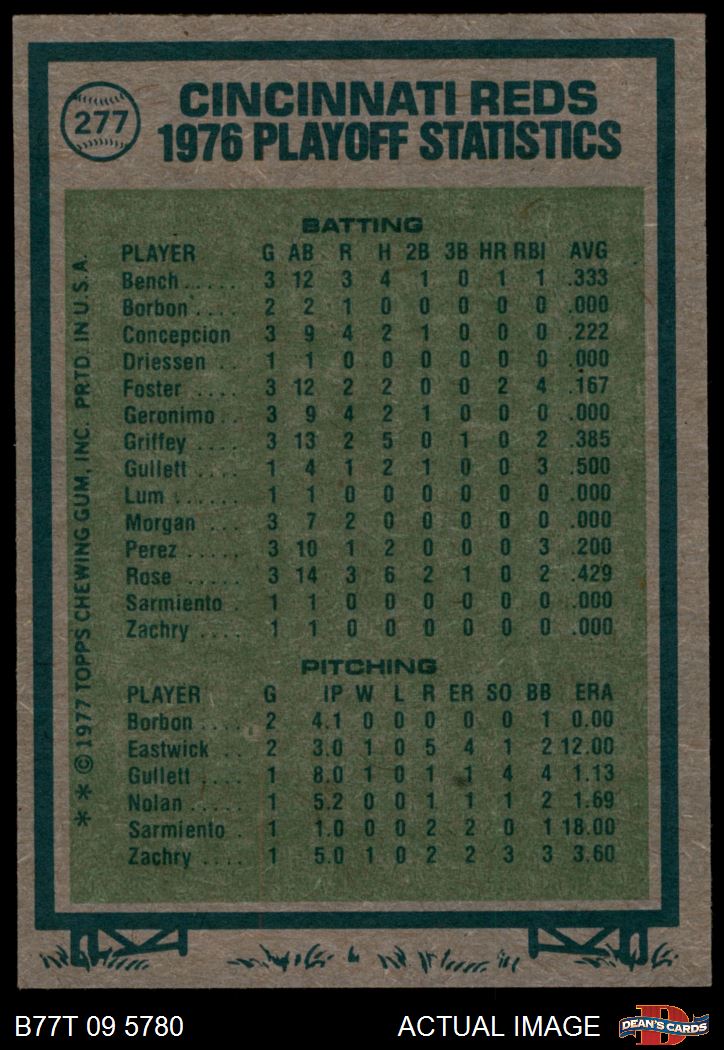 277
CINCINNATI REDS
1976 PLAYOFF STATISTICS
BATTING
PLAYER G AB R H 2B 3B HR RBI AVG
Bench..... 3 12 3 4 1 0 1 1 .333
Borbon.... 2 2 1 0 0 0 0 0 .000
Concepcion 3 9 4 2 1 0 0 0 .222
Driessen .. 1 1 0 0 0 0 0 0 .000
Foster .... 3 12 2 2 0 0 2 4 .167
Geronimo.. 3 9 4 2 1 0 0 0 .000
Griffey .... 3 13 2 5 0 1 0 2 .385
Gullett .... 1 4 1 2 1 0 0 3 .500
Lum ...... 1 1 0 0 0 0 0 0 .000
Morgan ... 3 7 2 0 0 0 0 0 .000
Perez ..... 3 10 1 2 0 0 0 3 .200
Rose ..... 3 14 3 6 2 1 0 2 .429
Sarmiento . 1 1 0 0 0 0 0 0 .000
Zachry .... 1 1 0 0 0 0 0 0 .000
PITCHING
PLAYER G IP W L R ER SO BB ERA
Borbon .... 2 4.1 0 0 0 0 0 1 0.00
Eastwick .. 2 3.0 1 0 5 4 1 2 12.00
Gullett .... 1 8.0 1 0 1 1 4 4 1.13
Nolan ..... 1 5.2 0 0 1 1 1 2 1.69
Sarmiento . 1 1.0 0 0 2 2 0 1 18.00
Zachry .... 1 5.0 1 0 2 2 3 3 3.60
* * © 1977 TOPPS CHEWING GUM, INC. PRTD. IN U.S.A.
B77T 09 5780
ACTUAL IMAGE
D
DEAN'S CARDS